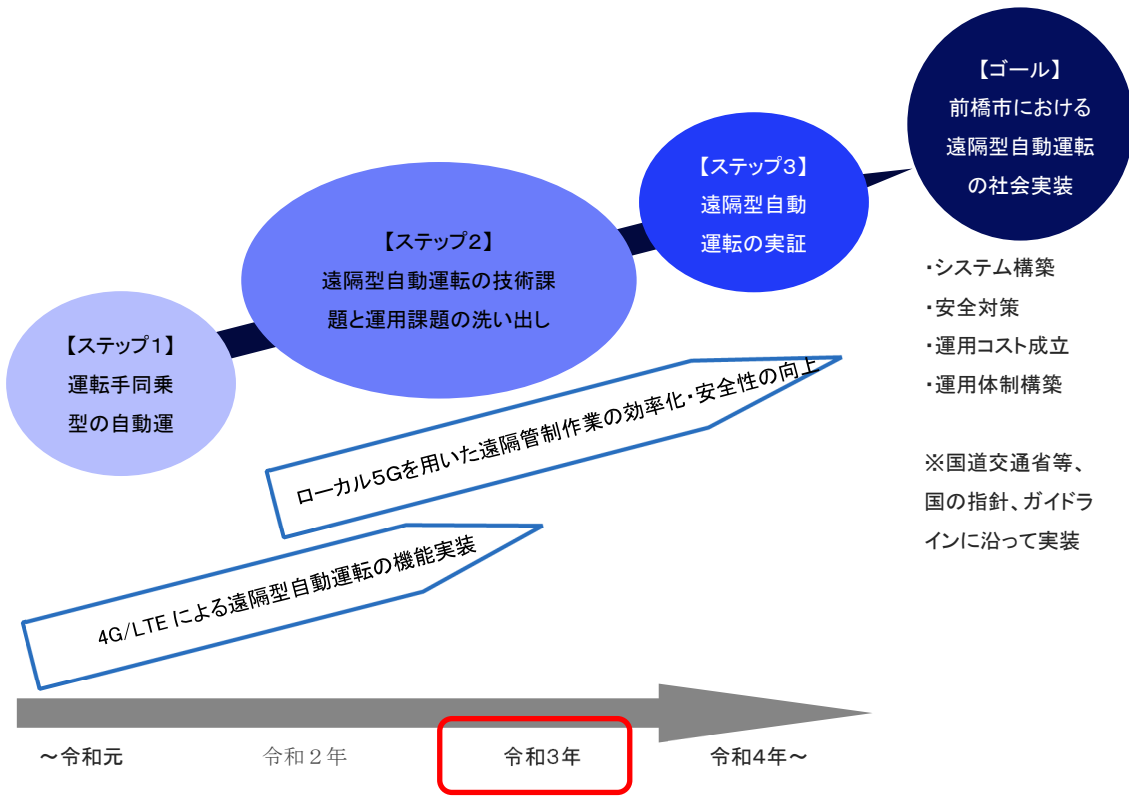 【ゴール】
前橋市における
遠隔型自動運転
の社会実装
【ステップ3】
遠隔型自動
運転の実証
【ステップ2】
遠隔型自動運転の技術課
題と運用課題の洗い出し
【ステップ1】
運転手同乗
型の自動運
・システム構築
・安全対策
・運用コスト成立
・運用体制構築
※国道交通省等、
国の指針、ガイドラ
インに沿って実装
ローカル5Gを用いた遠隔管制作業の効率化・安全性の向上
4G/LTE による遠隔型自動運転の機能実装
～令和元
令和２年
令和3年
令和4年～